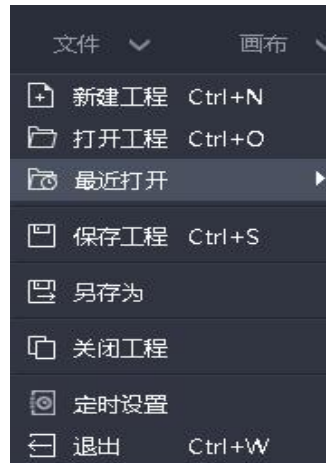 文件 画布
新建工程 Ctrl+N
打开工程 Ctrl+O
最近打开
保存工程 Ctrl+S
另存为
关闭工程
定时设置
退出 Ctrl+W